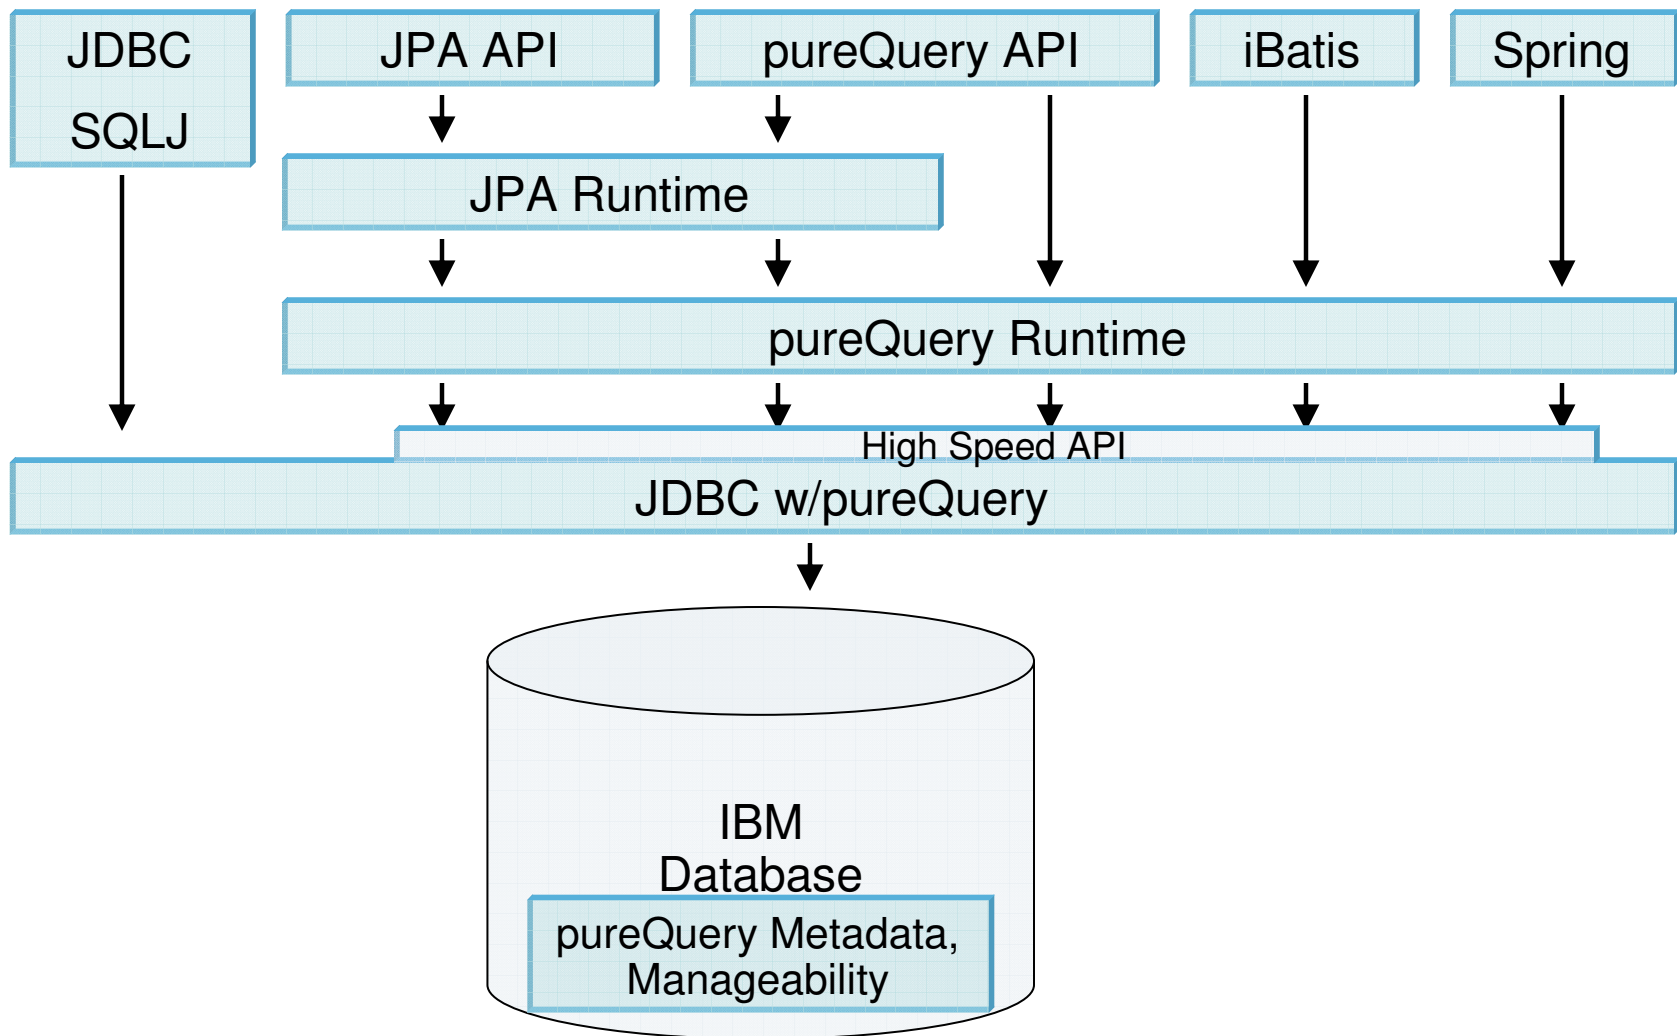 JDBC
SQLJ
JPA API
pureQuery API
iBatis
Spring
JPA Runtime
pureQuery Runtime
High Speed API
JDBC w/pureQuery
IBM
Database
pureQuery Metadata,
Manageability